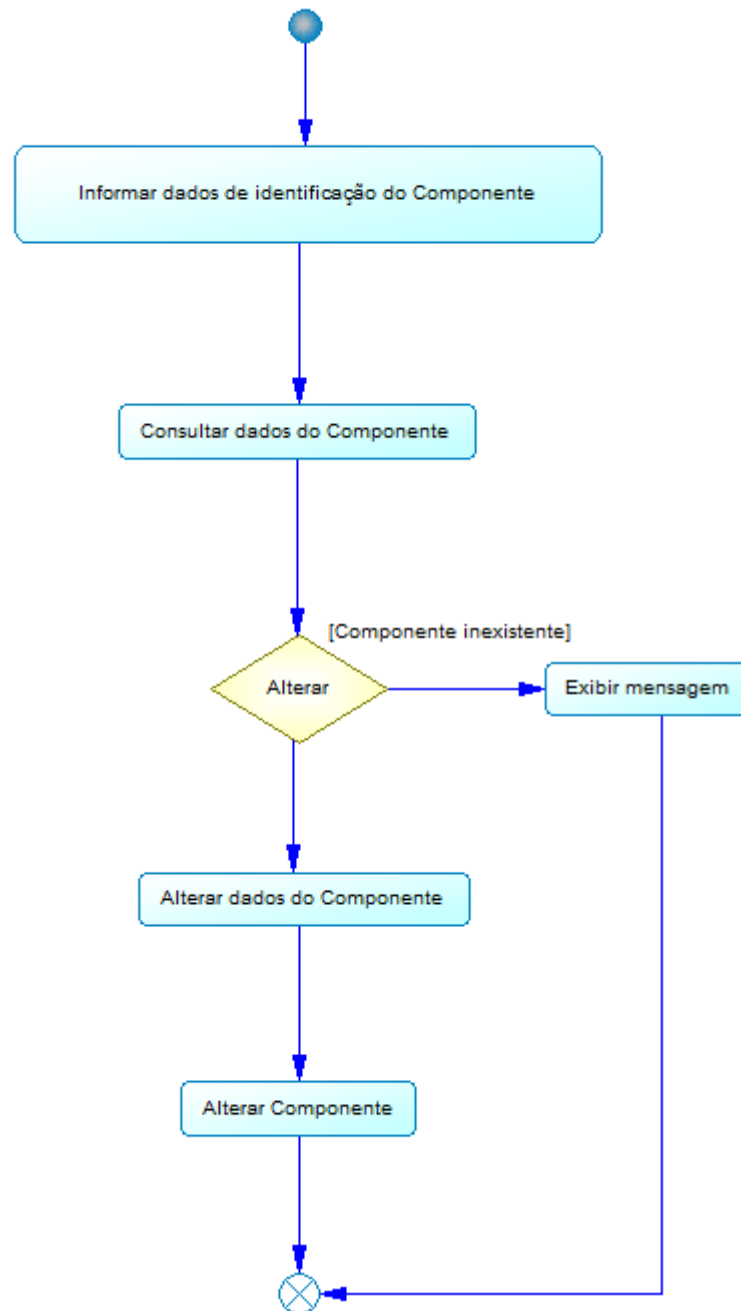 Informar dados de identificação do Componente
Consultar dados do Componente
[Componente inexistente]
Alterar
Exibir mensagem
Alterar dados do Componente
Alterar Componente